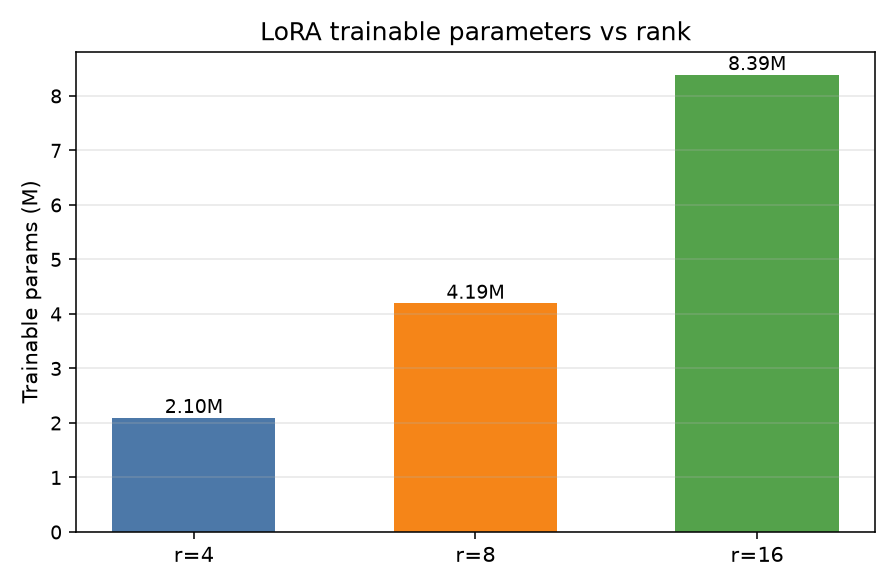 LoRA trainable parameters vs rank
Trainable params (M)
8
7
6
5
4
3
2
1
0
2.10M
4.19M
8.39M
r=4
r=8
r=16